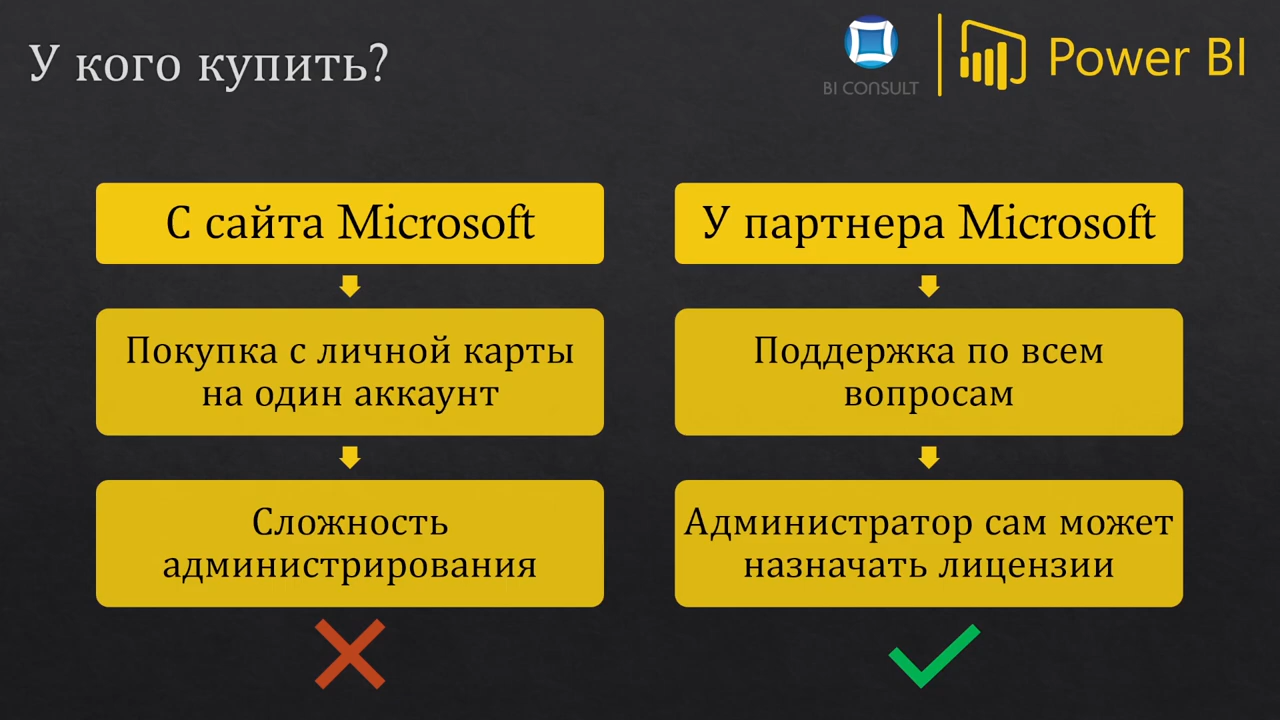 У кого купить?
BI CONSULT
Power BI
С сайта Microsoft
Покупка с личной карты
на один аккаунт
Сложность
администрирования
У партнера Microsoft
Поддержка по всем
вопросам
Администратор сам может
назначать лицензии